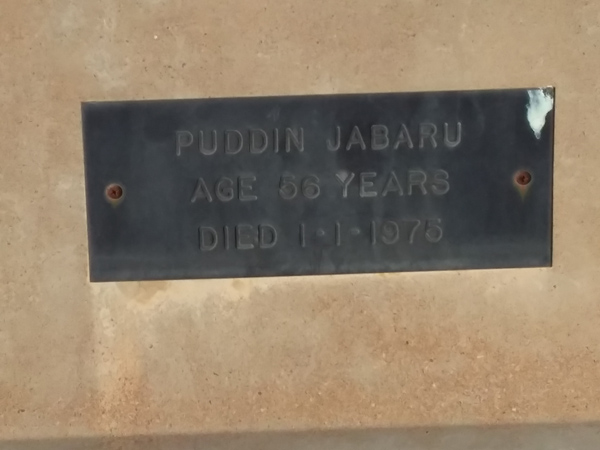 PUDDIN JABARU
AGE 56 YEARS
DIED 1-1-1975